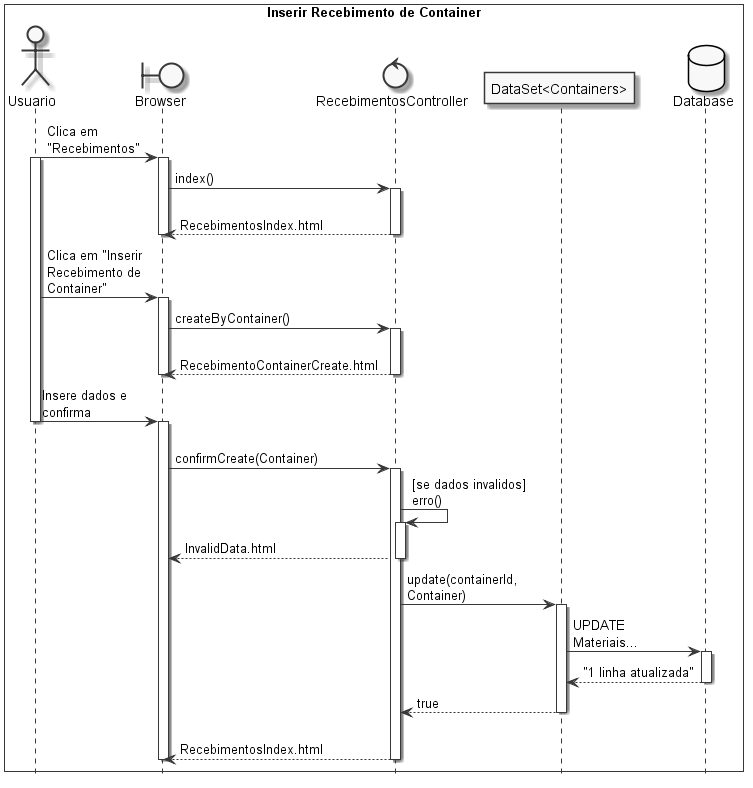 Inserir Recebimento de Container
Usuario
Browser
RecebimentosController
DataSet<Containers>
Database
Clica em
"Recebimentos"
index()
RecebimentosIndex.html
Clica em "Inserir
Recebimento de
Container"
createByContainer()
RecebimentoContainerCreate.html
Insere dados e
confirma
confirmCreate(Container)
[se dados invalidos]
erro()
InvalidData.html
update(containerId,
Container)
UPDATE
Materiais...
"1 linha atualizada"
true
RecebimentosIndex.html